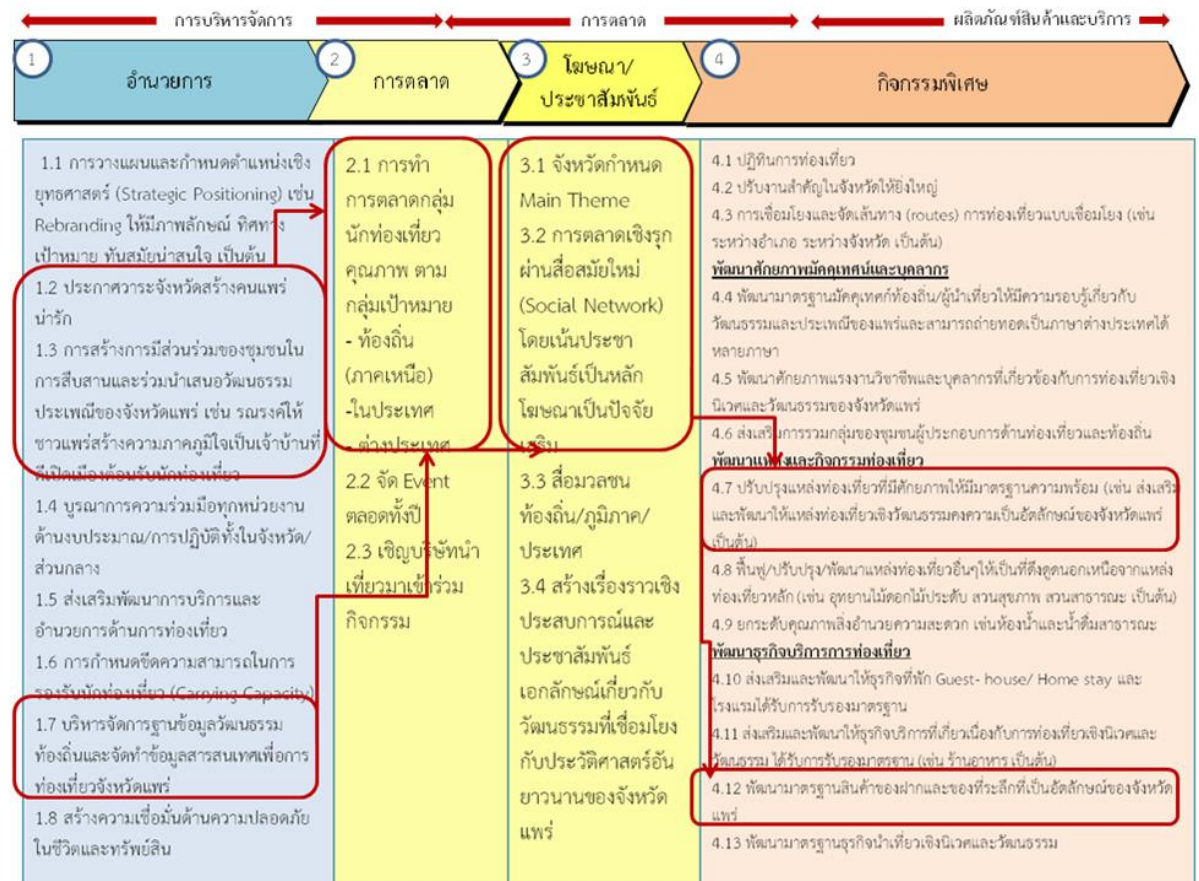 การบริหารจัดการ
การตลาด
ผลิตภัณฑ์สินค้าและบริการ
1
อำนวยการ
2
การตลาด
3
โฆษณา/
ประชาสัมพันธ์
4
กิจกรรมพิเศษ
1.1 การวางแผนและกำหนดตำแหน่งเชิง
ยุทธศาสตร์ (Strategic Positioning) เช่น
Rebranding ให้มีภาพลักษณ์ ทิศทาง
เป้าหมาย ทันสมัยน่าสนใจ เป็นต้น
1.2 ประกาศวาระจังหวัดสร้างคนแพร่
น่ารัก
1.3 การสร้างการมีส่วนร่วมของชุมชนใน
การสืบสานและร่วมนำเสนอวัฒนธรรม
ประเพณีของจังหวัดแพร่ เช่น รณรงค์ให้
ชาวแพร่สร้างความภาคภูมิใจเป็นเจ้าบ้านที่
ดีเปิดเมืองต้อนรับนักท่องเที่ยว
1.4 บูรณาการความร่วมมือทุกหน่วยงาน
ด้านงบประมาณ/การปฏิบัติทั้งในจังหวัด/
ส่วนกลาง
1.5 ส่งเสริมพัฒนาการบริการและ
อำนวยการด้านการท่องเที่ยว
1.6 การกำหนดขีดความสามารถในการ
รองรับนักท่องเที่ยว (Carrying Capacity)
1.7 บริหารจัดการฐานข้อมูลวัฒนธรรม
ท้องถิ่นและจัดทำข้อมูลสารสนเทศเพื่อการ
ท่องเที่ยวจังหวัดแพร่
1.8 สร้างความเชื่อมั่นด้านความปลอดภัย
ในชีวิตและทรัพย์สิน
2.1 การทำ
การตลาดกลุ่ม
นักท่องเที่ยว
คุณภาพ ตาม
กลุ่มเป้าหมาย
- ท้องถิ่น
(ภาคเหนือ)
-ในประเทศ
- ต่างประเทศ
2.2 จัด Event
ตลอดทั้งปี
2.3 เชิญบริษัทนำ
เที่ยวมาเข้าร่วม
กิจกรรม
3.1 จังหวัดกำหนด
Main Theme
3.2 การตลาดเชิงรุก
ผ่านสื่อสมัยใหม่
(Social Network)
โดยเน้นประชา
สัมพันธ์เป็นหลัก
โฆษณาเป็นปัจจัย
เสริม
3.3 สื่อมวลชน
ท้องถิ่น/ภูมิภาค/
ประเทศ
3.4 สร้างเรื่องราวเชิง
ประสบการณ์และ
ประชาสัมพันธ์
เอกลักษณ์เกี่ยวกับ
วัฒนธรรมที่เชื่อมโยง
กับประวัติศาสตร์อัน
ยาวนานของจังหวัด
แพร่
4.1 ปฏิทินการท่องเที่ยว
4.2 ปรับงานสำคัญในจังหวัดให้ยิ่งใหญ่
4.3 การเชื่อมโยงและจัดเส้นทาง (routes) การท่องเที่ยวแบบเชื่อมโยง (เช่น
ระหว่างอำเภอ ระหว่างจังหวัด เป็นต้น)
พัฒนาศักยภาพมัคคุเทศน์และบุคลากร
4.4 พัฒนามาตรฐานมัคคุเทศก์ท้องถิ่น/ผู้นำเที่ยวให้มีความรอบรู้เกี่ยวกับ
วัฒนธรรมและประเพณีของแพร่และสามารถถ่ายทอดเป็นภาษาต่างประเทศได้
หลายภาษา
4.5 พัฒนาศักยภาพแรงงานวิชาชีพและบุคลากรที่เกี่ยวข้องกับการท่องเที่ยวเชิง
นิเวศและวัฒนธรรมของจังหวัดแพร่
4.6 ส่งเสริมการรวมกลุ่มของชุมชนผู้ประกอบการด้านท่องเที่ยวและท้องถิ่น
พัฒนาแหล่งและกิจกรรมท่องเที่ยว
4.7 ปรับปรุงแหล่งท่องเที่ยวที่มีศักยภาพให้มีมาตรฐานความพร้อม (เช่น ส่งเสริม
และพัฒนาให้แหล่งท่องเที่ยวเชิงวัฒนธรรมคงความเป็นอัตลักษณ์ของจังหวัดแพร่
เป็นต้น)
4.8 ฟื้นฟู/ปรับปรุง/พัฒนาแหล่งท่องเที่ยวอื่นๆให้เป็นที่ดึงดูดนอกเหนือจากแหล่ง
ท่องเที่ยวหลัก (เช่น อุทยานไม้ดอกไม้ประดับ สวนสุขภาพ สวนสาธารณะ เป็นต้น)
4.9 ยกระดับคุณภาพสิ่งอำนวยความสะดวก เช่นห้องน้ำและน้ำดื่มสาธารณะ
พัฒนาธุรกิจบริการการท่องเที่ยว
4.10 ส่งเสริมและพัฒนาให้ธุรกิจที่พัก Guest- house/ Home stay และ
โรงแรมได้รับการรับรองมาตรฐาน
4.11 ส่งเสริมและพัฒนาให้ธุรกิจบริการที่เกี่ยวเนื่องกับการท่องเที่ยวเชิงนิเวศและ
วัฒนธรรม ได้รับการรับรองมาตรฐาน (เช่น ร้านอาหาร เป็นต้น)
4.12 พัฒนามาตรฐานสินค้าของฝากและของที่ระลึกที่เป็นอัตลักษณ์ของจังหวัด
แพร่
4.13 พัฒนามาตรฐานธุรกิจนำเที่ยวเชิงนิเวศและวัฒนธรรม